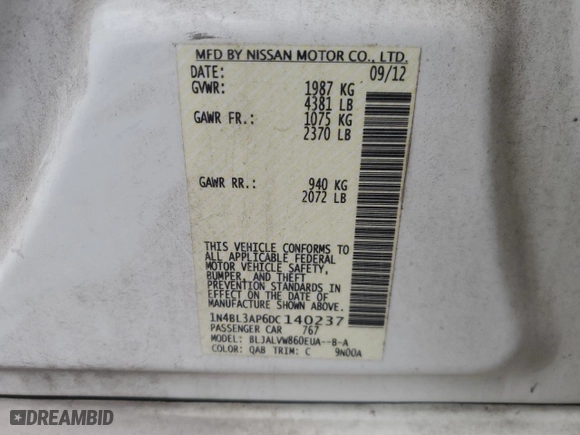 MFD BY NISSAN MOTOR CO., LTD.
DATE: 09/12
GVWR: 1987 KG
4381 LB
GAWR FR.: 1075 KG
2370 LB
GAWR RR.: 940 KG
2072 LB
THIS VEHICLE CONFORMS TO
ALL APPLICABLE FEDERAL
MOTOR VEHICLE SAFETY,
BUMPER, AND THEFT
PREVENTION STANDARDS IN
EFFECT ON THE DATE OF
MANUFACTURE SHOWN ABOVE.
1N4BL3AP6DC140237
PASSENGER CAR 767
MODEL: BLJALVW860EUA--B-A
COLOR: QAB TRIM: C 9N00A
DREAMBID